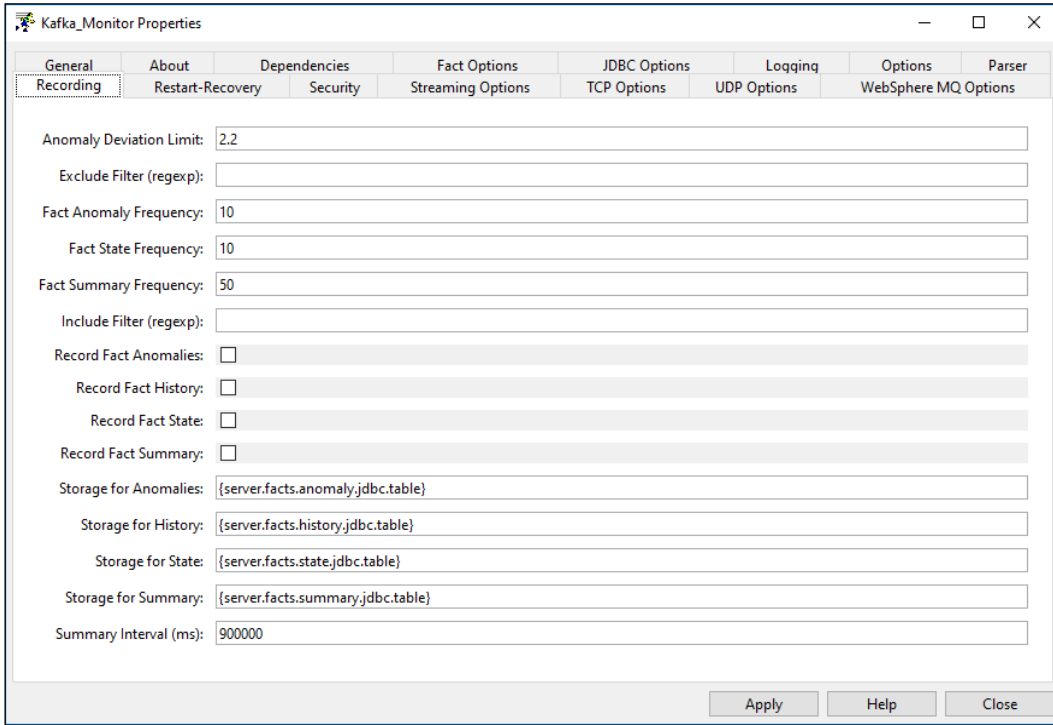 Kafka_Monitor Properties
General About Dependencies Fact Options JDBC Options Logging Options Parser
Recording Restart-Recovery Security Streaming Options TCP Options UDP Options WebSphere MQ Options
Anomaly Deviation Limit: 2.2
Exclude Filter (regexp):
Fact Anomaly Frequency: 10
Fact State Frequency: 10
Fact Summary Frequency: 50
Include Filter (regexp):
Record Fact Anomalies:
Record Fact History:
Record Fact State:
Record Fact Summary:
Storage for Anomalies: {server.facts.anomaly.jdbc.table}
Storage for History: {server.facts.history.jdbc.table}
Storage for State: {server.facts.state.jdbc.table}
Storage for Summary: {server.facts.summary.jdbc.table}
Summary Interval (ms): 900000
Apply Help Close